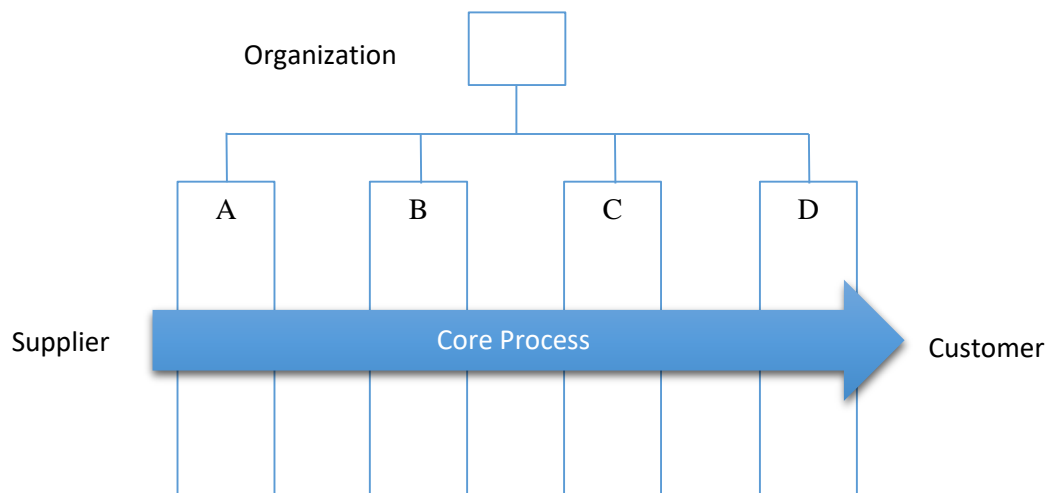 Organization
A
B
C
D
Supplier
Core Process
Customer